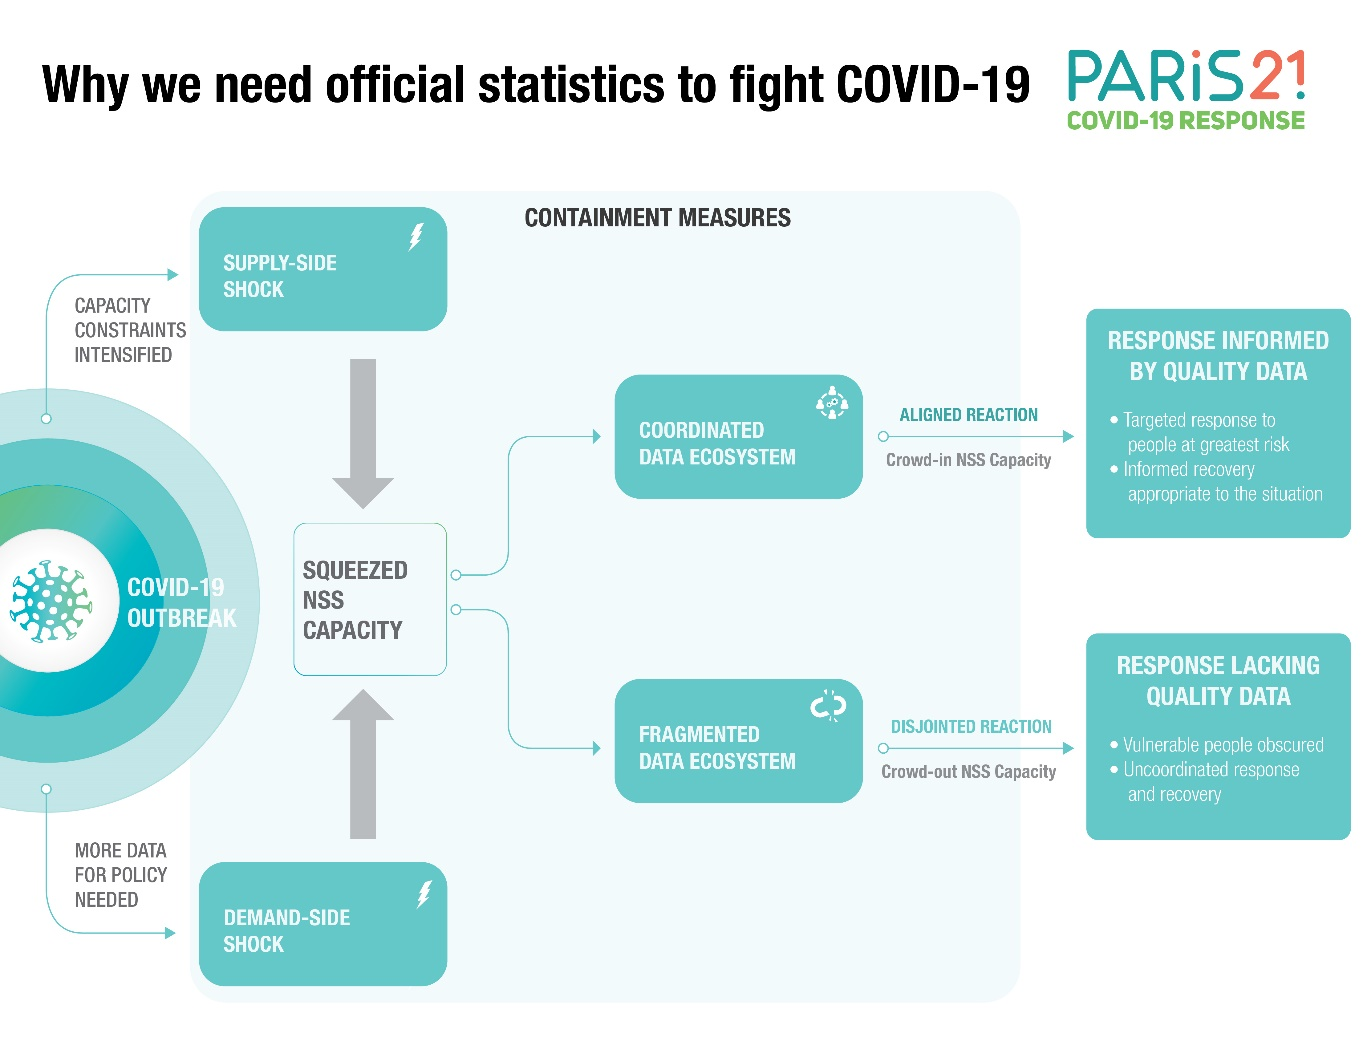 Why we need official statistics to fight COVID-19
PARiS21
COVID-19 RESPONSE
CONTAINMENT MEASURES
SUPPLY-SIDE
SHOCK
CAPACITY
CONSTRAINTS
INTENSIFIED
COVID-19
OUTBREAK
MORE DATA
FOR POLICY
NEEDED
DEMAND-SIDE
SHOCK
SQUEEZED
NSS
CAPACITY
COORDINATED
DATA ECOSYSTEM
ALIGNED REACTION
Crowd-in NSS Capacity
RESPONSE INFORMED
BY QUALITY DATA
• Targeted response to
people at greatest risk
• Informed recovery
appropriate to the situation
FRAGMENTED
DATA ECOSYSTEM
DISJOINTED REACTION
Crowd-out NSS Capacity
RESPONSE LACKING
QUALITY DATA
• Vulnerable people obscured
• Uncoordinated response
and recovery